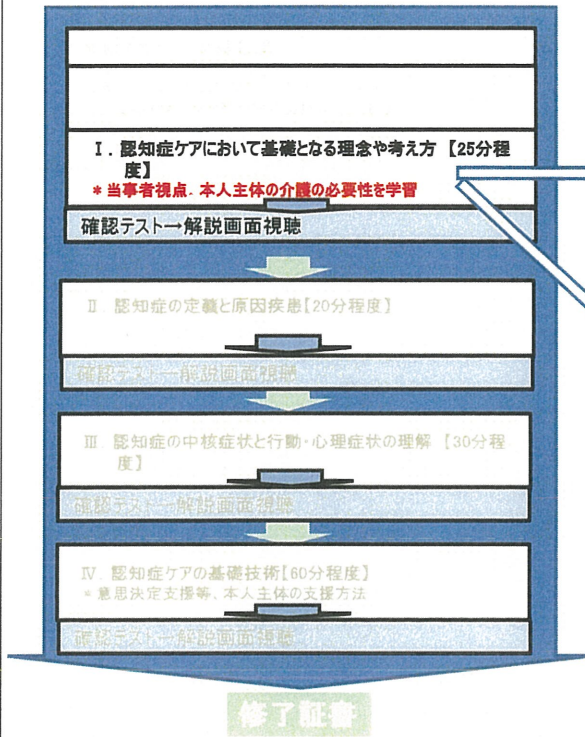 Ⅰ．認知症ケアにおいて基礎となる理念や考え方 【25分程
度】
＊当事者視点、本人主体の介護の必要性を学習
確認テスト→解説画面視聴
Ⅱ　認知症の定義と原因疾患【20分程度】
確認テスト→解説画面視聴
Ⅲ　認知症の中核症状と行動・心理症状の理解 【30分程
度】
確認テスト→解説画面視聴
Ⅳ　認知症ケアの基礎技術【60分程度】
＊意思決定支援等、本人主体の支援方法
確認テスト→解説画面視聴
修了証書